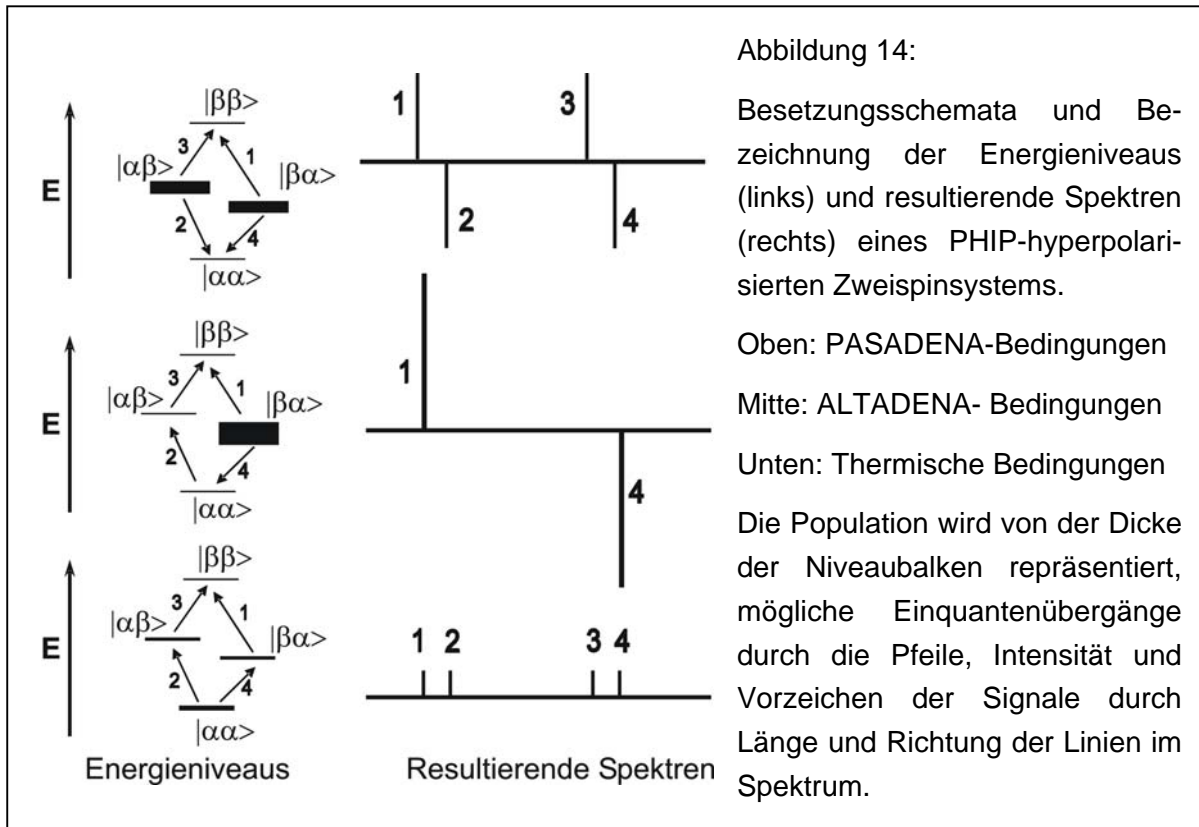 E
|ββ>
3
1
|αβ>
|βα>
2
4
|αα>
1
3
2
4
E
|ββ>
3
1
|αβ>
|βα>
2
4
|αα>
1
4
E
|ββ>
3
1
|αβ>
|βα>
2
4
|αα>
1 2 3 4
Energieniveaus
Resultierende Spektren
Abbildung 14:
Besetzungsschemata und Be-
zeichnung der Energieniveaus
(links) und resultierende Spektren
(rechts) eines PHIP-hyperpolari-
sierten Zweispinsystems.
Oben: PASADENA-Bedingungen
Mitte: ALTADENA- Bedingungen
Unten: Thermische Bedingungen
Die Population wird von der Dicke
der Niveaubalken repräsentiert,
mögliche Einquantenübergänge
durch die Pfeile, Intensität und
Vorzeichen der Signale durch
Länge und Richtung der Linien im
Spektrum.